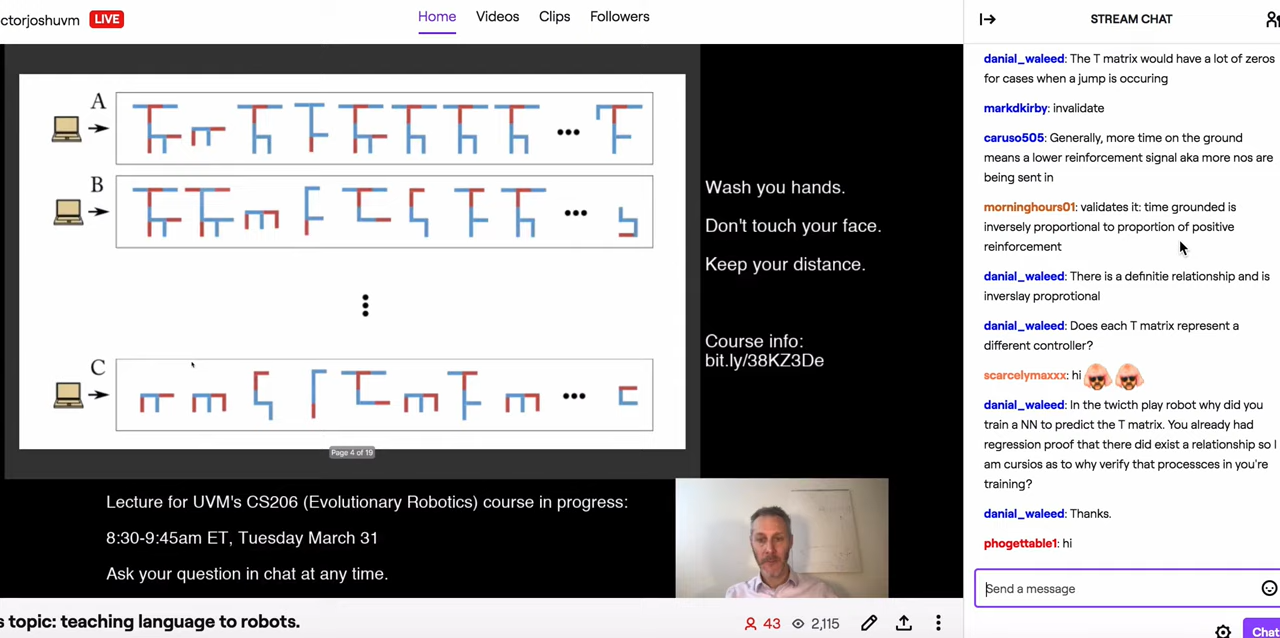 ctorjoshuvm LIVE
Home Videos Clips Followers
A
B
C
Page 4 of 19
Wash you hands.
Don't touch your face.
Keep your distance.
Course info:
bit.ly/38KZ3De
Lecture for UVM's CS206 (Evolutionary Robotics) course in progress:
8:30-9:45am ET, Tuesday March 31
Ask your question in chat at any time.
s topic: teaching language to robots.
43 2,115
STREAM CHAT
danial_waleed: The T matrix would have a lot of zeros
for cases when a jump is occuring
markdkirby: invalidate
caruso505: Generally, more time on the ground
means a lower reinforcement signal aka more nos are
being sent in
morninghours01: validates it: time grounded is
inversely proportional to proportion of positive
reinforcement
danial_waleed: There is a definitie relationship and is
inverslay proprotional
danial_waleed: Does each T matrix represent a
different controller?
scarcelymaxxx: hi
danial_waleed: In the twicth play robot why did you
train a NN to predict the T matrix. You already had
regression proof that there did exist a relationship so I
am cursios as to why verify that processces in you're
training?
danial_waleed: Thanks.
phogettable1: hi
Send a message
Chat